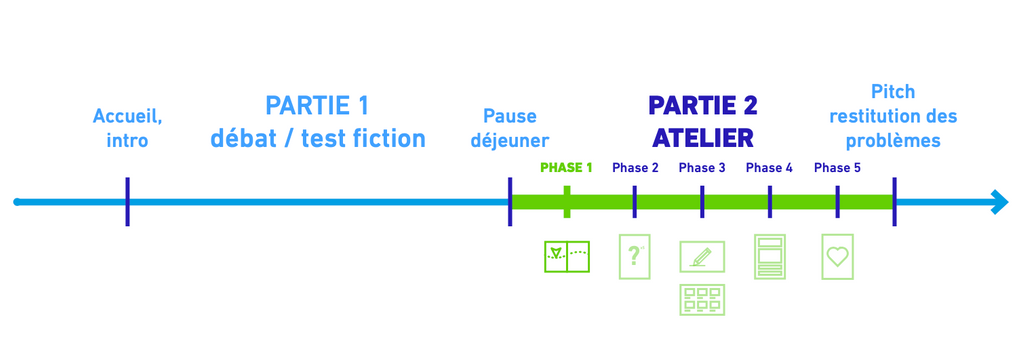 Accueil,
intro
PARTIE 1
débat / test fiction
Pause
déjeuner
PARTIE 2
ATELIER
Pitch
restitution des
problèmes
PHASE 1
Phase 2
Phase 3
Phase 4
Phase 5
?